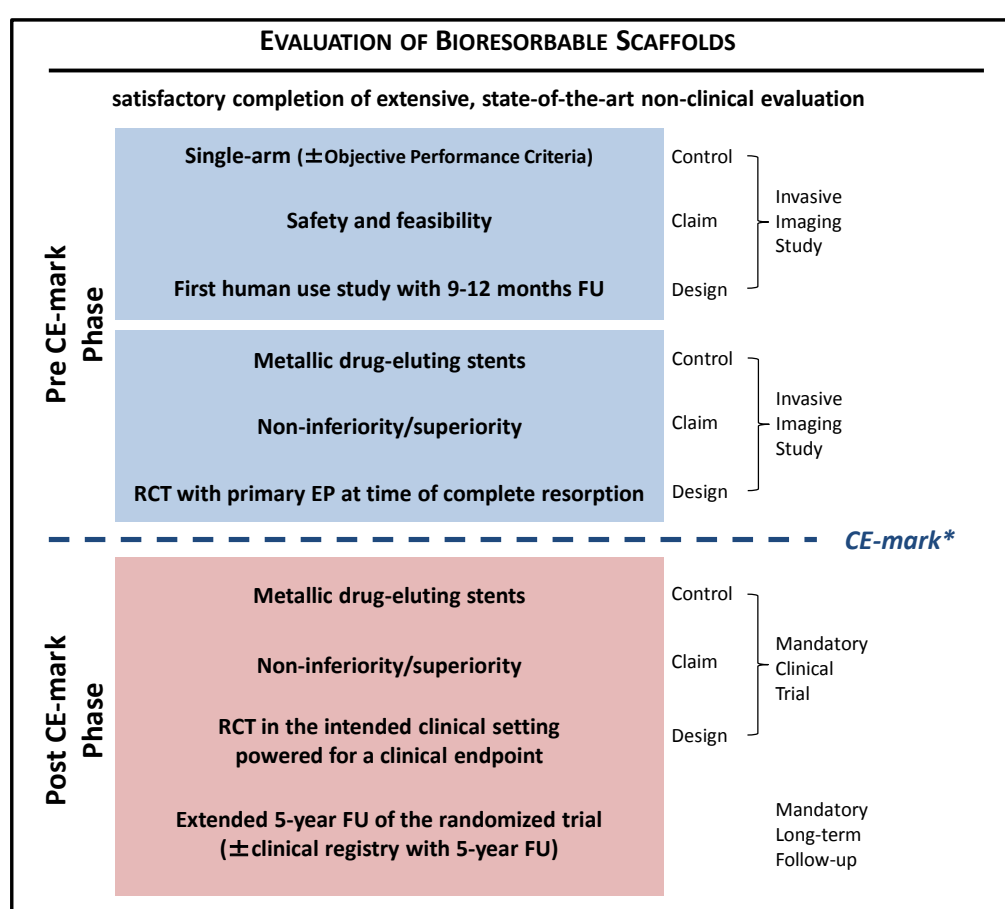 EVALUATION OF BIORESORBABLE SCAFFOLDS
satisfactory completion of extensive, state-of-the-art non-clinical evaluation
Pre CE-mark
Phase
Single-arm (±Objective Performance Criteria)
Control
Safety and feasibility
Claim
First human use study with 9-12 months FU
Design
Invasive
Imaging
Study
Metallic drug-eluting stents
Control
Non-inferiority/superiority
Claim
RCT with primary EP at time of complete resorption
Design
Invasive
Imaging
Study
CE-mark*
Post CE-mark
Phase
Metallic drug-eluting stents
Control
Non-inferiority/superiority
Claim
RCT in the intended clinical setting
powered for a clinical endpoint
Design
Mandatory
Clinical
Trial
Extended 5-year FU of the randomized trial
(±clinical registry with 5-year FU)
Mandatory
Long-term
Follow-up